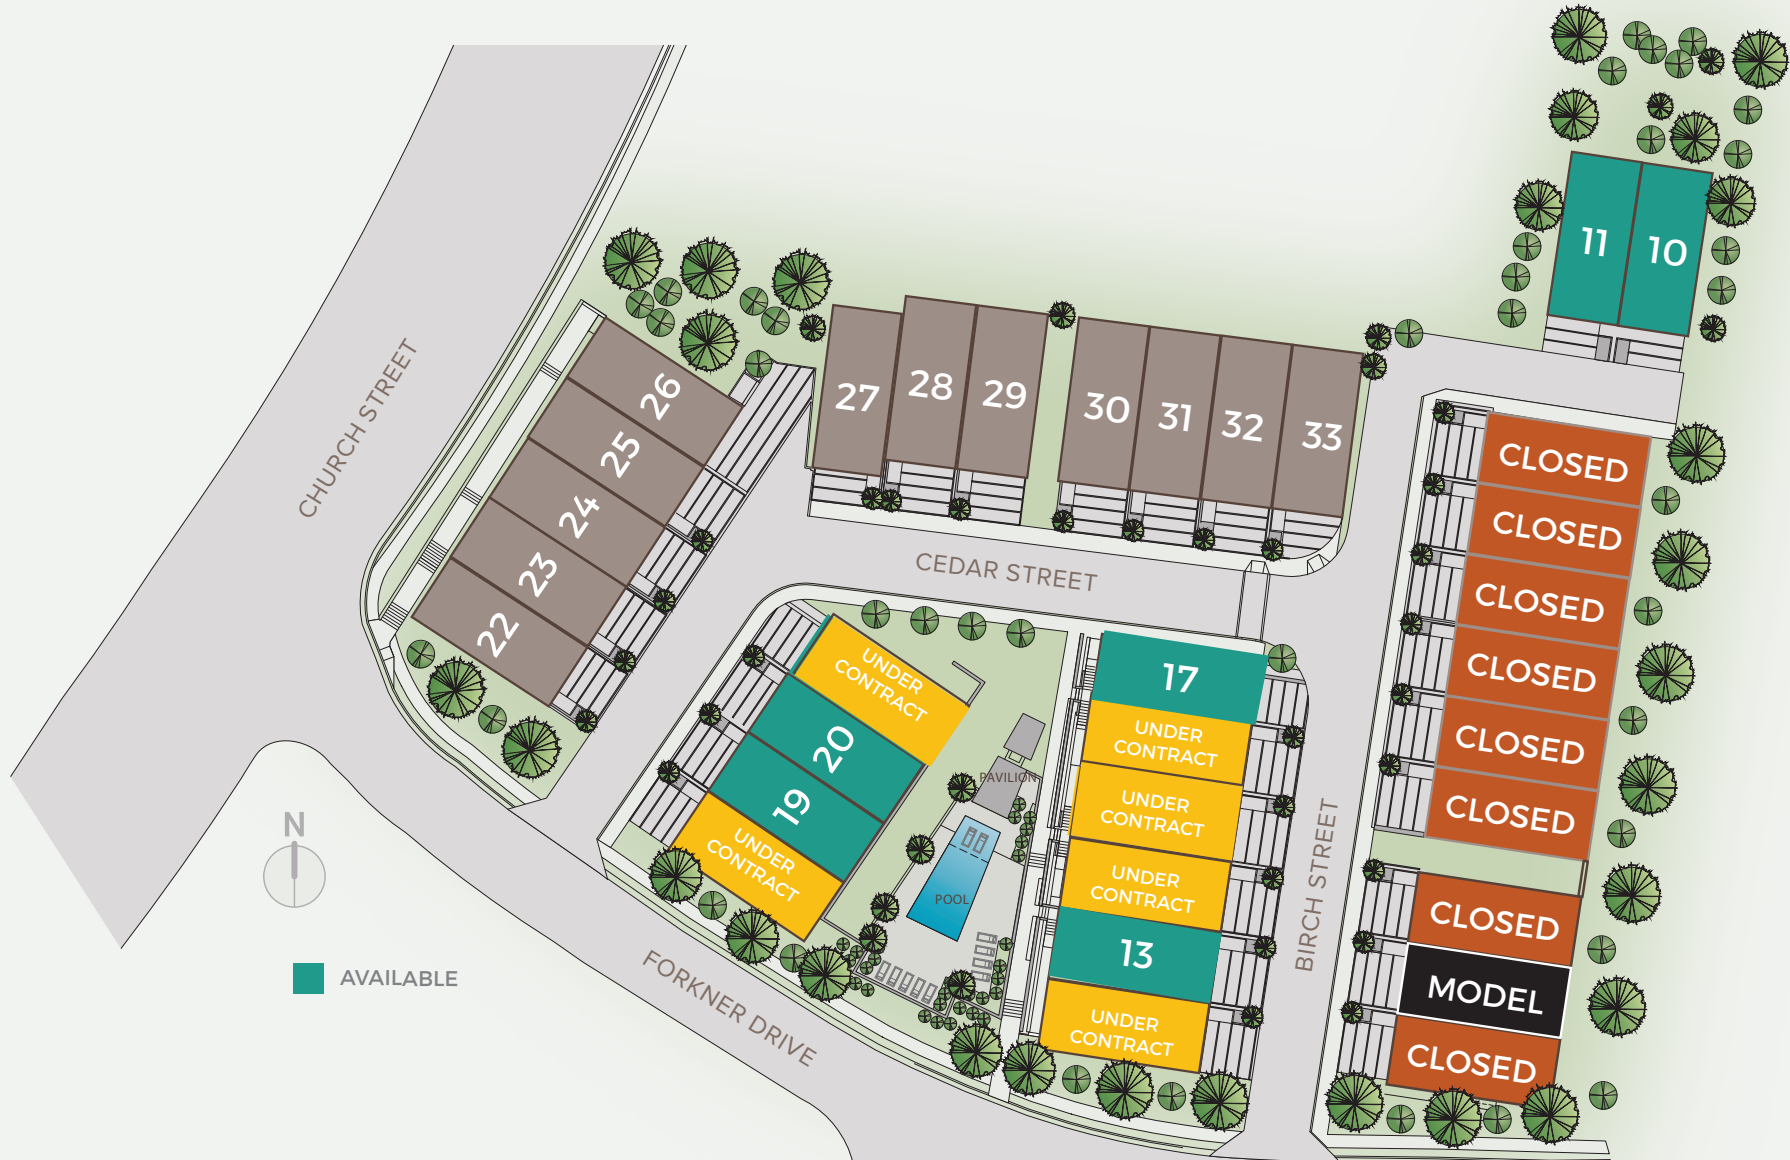 11
10
26
27
28
29
30
31
32
33
25
24
23
22
CHURCH STREET
CEDAR STREET
CLOSED
CLOSED
CLOSED
CLOSED
CLOSED
CLOSED
UNDER
CONTRACT
20
19
UNDER
CONTRACT
PAVILION
POOL
17
UNDER
CONTRACT
UNDER
CONTRACT
UNDER
CONTRACT
13
UNDER
CONTRACT
BIRCH STREET
CLOSED
MODEL
CLOSED
FORKNER DRIVE
N
AVAILABLE